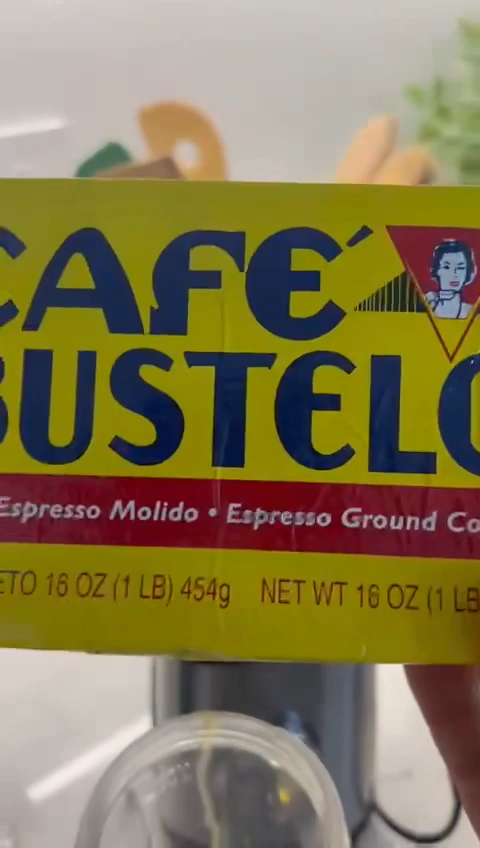 CAFÉ
BUSTELO
Espresso Molido • Espresso Ground Co
ETO 16 OZ (1 LB) 454g NET WT 16 OZ (1 LB